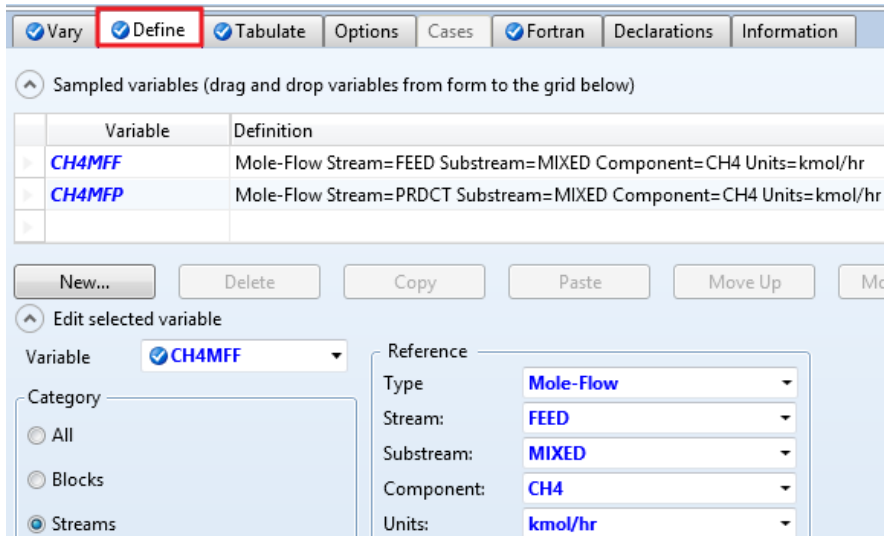 Vary Define Tabulate Options Cases Fortran Declarations Information
Sampled variables (drag and drop variables from form to the grid below)
Variable Definition
CH4MFF Mole-Flow Stream=FEED Substream=MIXED Component=CH4 Units=kmol/hr
CH4MFP Mole-Flow Stream=PRDCT Substream=MIXED Component=CH4 Units=kmol/hr
New... Delete Copy Paste Move Up
Edit selected variable
Variable CH4MFF
Reference
Type Mole-Flow
Category
Stream: FEED
All
Substream: MIXED
Blocks
Component: CH4
Streams
Units: kmol/hr